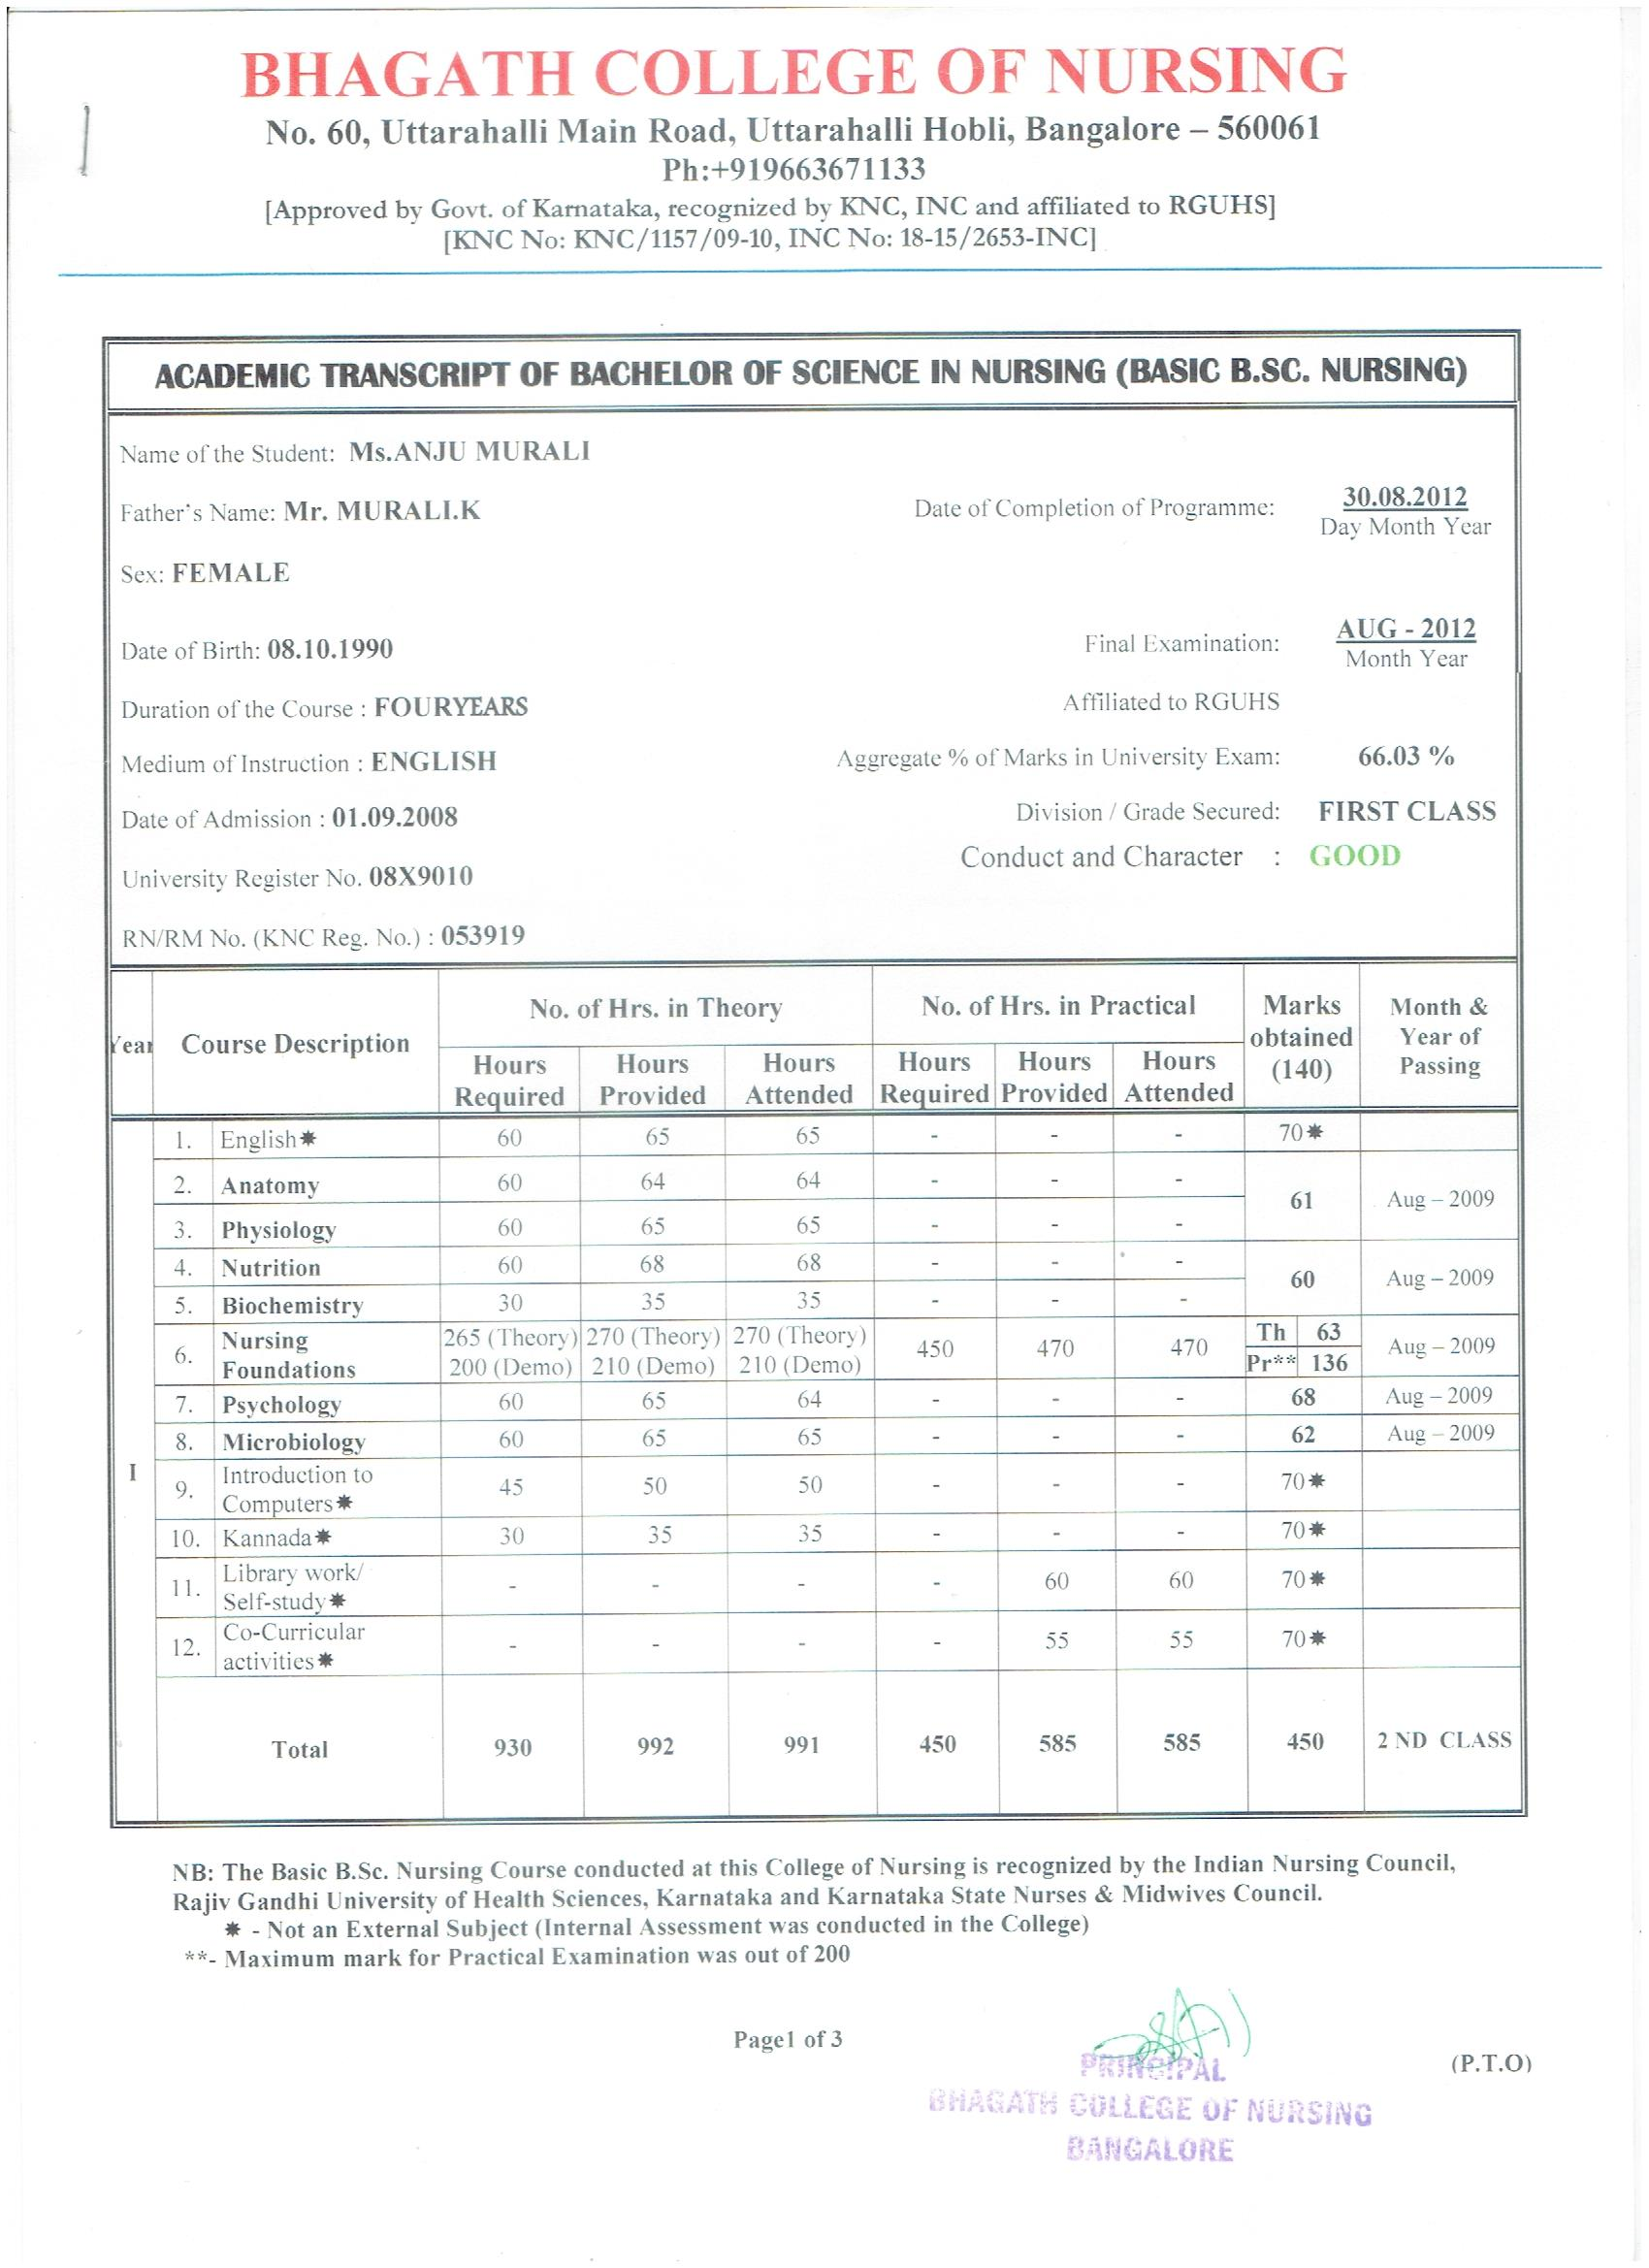 BHAGATH COLLEGE OF NURSING
No. 60, Uttarahalli Main Road, Uttarahalli Hobli, Bangalore – 560061
Ph:+919663671133
[Approved by Govt. of Karnataka, recognized by KNC, INC and affiliated to RGUHS]
[KNC No: KNC/1157/09-10, INC No: 18-15/2653-INC]
ACADEMIC TRANSCRIPT OF BACHELOR OF SCIENCE IN NURSING (BASIC B.SC. NURSING)
Name of the Student: Ms.ANJU MURALI
Father's Name: Mr. MURALI.K Date of Completion of Programme: 30.08.2012
Day Month Year
Sex: FEMALE
Date of Birth: 08.10.1990 Final Examination: AUG - 2012
Month Year
Duration of the Course : FOURYEARS Affiliated to RGUHS
Medium of Instruction : ENGLISH Aggregate % of Marks in University Exam: 66.03 %
Date of Admission : 01.09.2008 Division / Grade Secured: FIRST CLASS
Conduct and Character : GOOD
University Register No. 08X9010
RN/RM No. (KNC Reg. No.) : 053919
Year Course Description No. of Hrs. in Theory No. of Hrs. in Practical Marks obtained (140) Month & Year of Passing
Hours Required Hours Provided Hours Attended Hours Required Hours Provided Hours Attended
I
1. English✸ 60 65 65 - - - 70✸
2. Anatomy 60 64 64 - - - 61 Aug – 2009
3. Physiology 60 65 65 - - -
4. Nutrition 60 68 68 - - - 60 Aug – 2009
5. Biochemistry 30 35 35 - - -
6. Nursing Foundations 265 (Theory) 270 (Theory) 270 (Theory) 450 470 470 Th 63 Aug – 2009
200 (Demo) 210 (Demo) 210 (Demo) Pr** 136
7. Psychology 60 65 64 - - - 68 Aug – 2009
8. Microbiology 60 65 65 - - - 62 Aug – 2009
9. Introduction to Computers✸ 45 50 50 - - - 70✸
10. Kannada✸ 30 35 35 - - - 70✸
11. Library work/ Self-study✸ - - - - 60 60 70✸
12. Co-Curricular activities✸ - - - - 55 55 70✸
Total 930 992 991 450 585 585 450 2 ND CLASS
NB: The Basic B.Sc. Nursing Course conducted at this College of Nursing is recognized by the Indian Nursing Council,
Rajiv Gandhi University of Health Sciences, Karnataka and Karnataka State Nurses & Midwives Council.
✸ - Not an External Subject (Internal Assessment was conducted in the College)
**- Maximum mark for Practical Examination was out of 200
Page1 of 3
(P.T.O)
PRINCIPAL
BHAGATH COLLEGE OF NURSING
BANGALORE